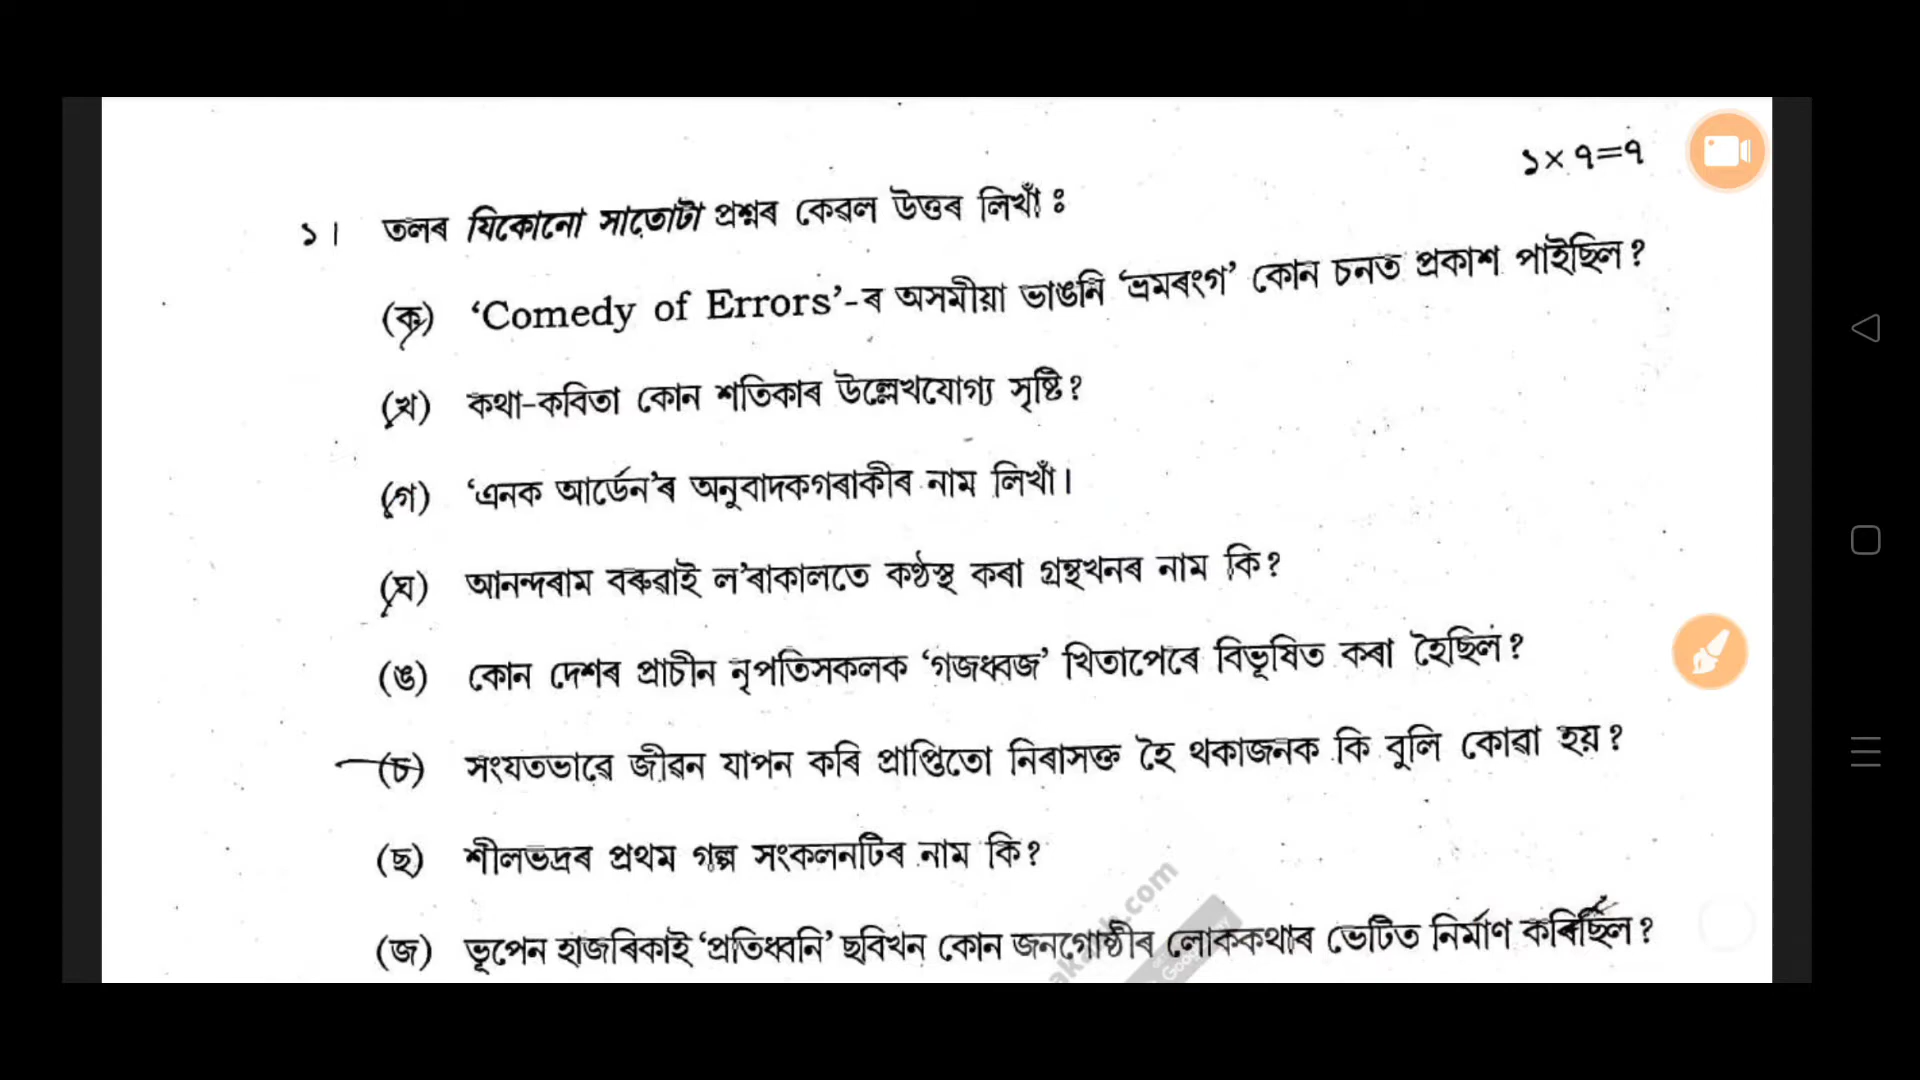 ১ × ৭=৭
১। তলৰ যিকোনো সাতোটা প্ৰশ্নৰ কেৱল উত্তৰ লিখাঁ :
(ক) ‘Comedy of Errors’-ৰ অসমীয়া ভাঙনি ‘ভ্ৰমৰংগ’ কোন চনত প্ৰকাশ পাইছিল?
(খ) কথা-কবিতা কোন শতিকাৰ উল্লেখযোগ্য সৃষ্টি?
(গ) ‘এনক আৰ্ডেন’ৰ অনুবাদকগৰাকীৰ নাম লিখাঁ।
(ঘ) আনন্দৰাম বৰুৱাই ল’ৰাকালতে কণ্ঠস্থ কৰা গ্ৰন্থখনৰ নাম কি?
(ঙ) কোন দেশৰ প্ৰাচীন নৃপতিসকলক ‘গজধ্বজ’ খিতাপেৰে বিভূষিত কৰা হৈছিল?
(চ) সংযতভাৱে জীৱন যাপন কৰি প্ৰাপ্তিতো নিৰাসক্ত হৈ থকাজনক কি বুলি কোৱা হয়?
(ছ) শীলভদ্ৰৰ প্ৰথম গল্প সংকলনটিৰ নাম কি?
(জ) ভূপেন হাজৰিকাই ‘প্ৰতিধ্বনি’ ছবিখন কোন জনগোষ্ঠীৰ লোককথাৰ ভেটিত নিৰ্মাণ কৰিছিল?